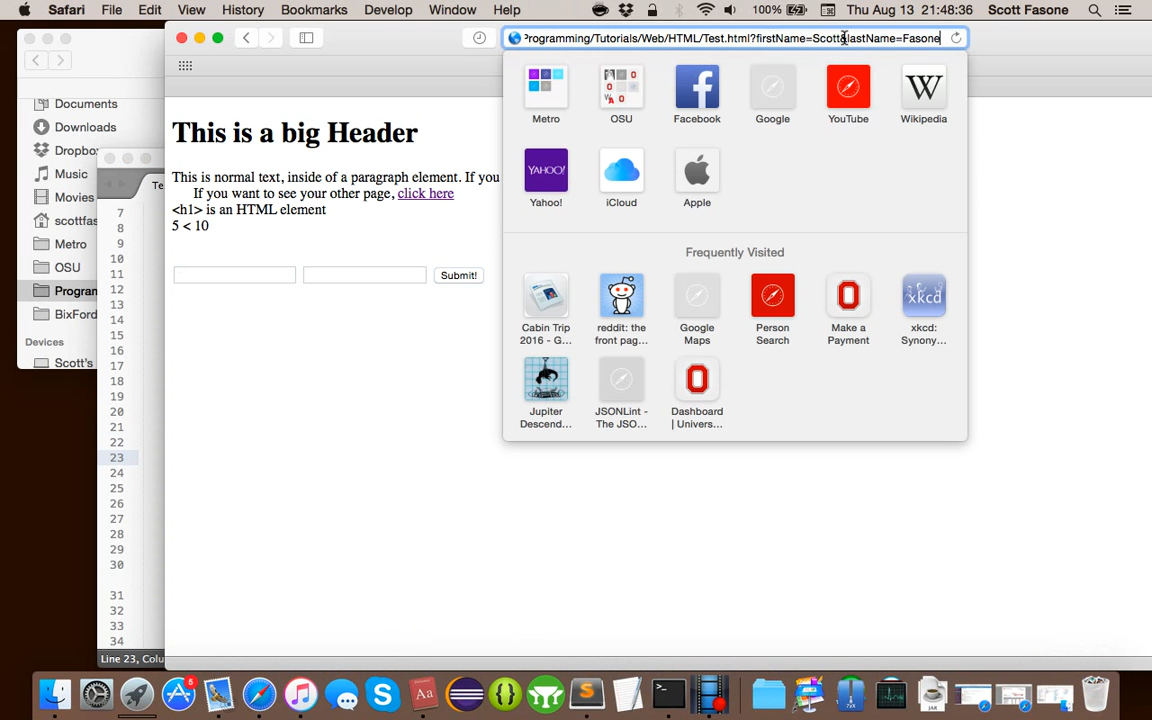 Safari File Edit View History Bookmarks Develop Window Help 100% Thu Aug 13 21:48:36 Scott Fasone
Programming/Tutorials/Web/HTML/Test.html?firstName=Scott&lastName=Fasone
Documents
Downloads
Dropbo
Music
Movies
scottfas
Metro
OSU
Program
BixFord
Devices
Scott's
Te
7
8
9
10
11
12
13
14
15
16
17
18
19
20
21
22
23
24
25
26
27
28
29
30
31
32
33
34
Line 23, Colu
This is a big Header
This is normal text, inside of a paragraph element. If you
If you want to see your other page, click here
<h1> is an HTML element
5 < 10
Submit!
Metro OSU Facebook Google YouTube Wikipedia
W
YAHOO!
Yahoo! iCloud Apple
Frequently Visited
xkcd
Cabin Trip 
2016 - G...
reddit: the
front pag...
Google
Maps
Person
Search
Make a
Payment
xkcd:
Synony...
Jupiter
Descend...
JSONLint -
The JSO...
Dashboard
| Univers...
5
Aa
S
JAR